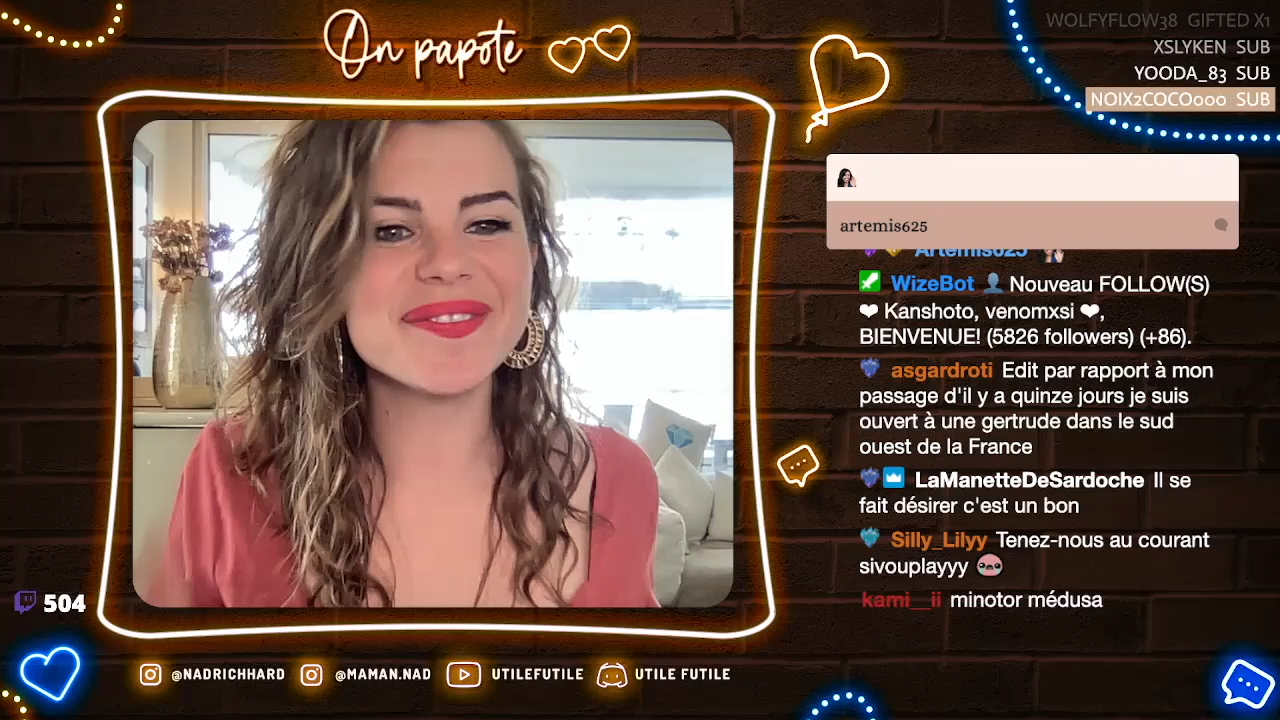 On papote
WOLFYFLOW38 GIFTED X1
XSLYKEN SUB
YOODA_83 SUB
NOIX2COCO000 SUB
artemis625
Artemis625
WizeBot Nouveau FOLLOW(S)
Kanshoto, venomxsi ,
BIENVENUE! (5826 followers) (+86).
asgardroti Edit par rapport à mon
passage d'il y a quinze jours je suis
ouvert à une gertrude dans le sud
ouest de la France
LaManetteDeSardoche Il se
fait désirer c'est un bon
Silly_Lilyy Tenez-nous au courant
sivouplayyy
kami__ii minotor médusa
504
@NADRICHHARD @MAMAN.NAD UTILEFUTILE UTILE FUTILE